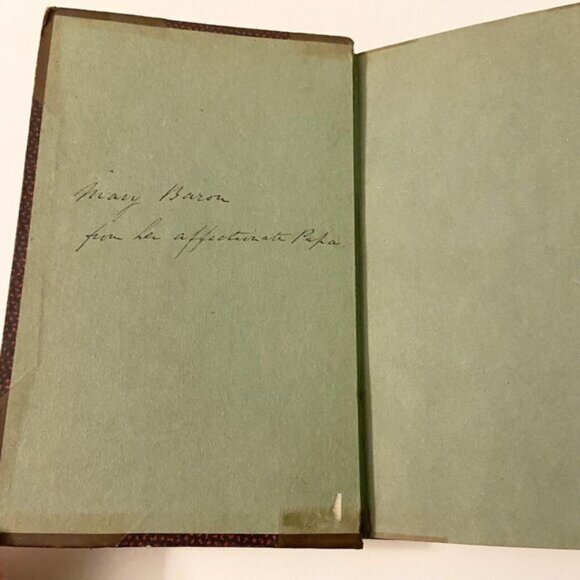 Mary Baron
from her affectionate Papa.